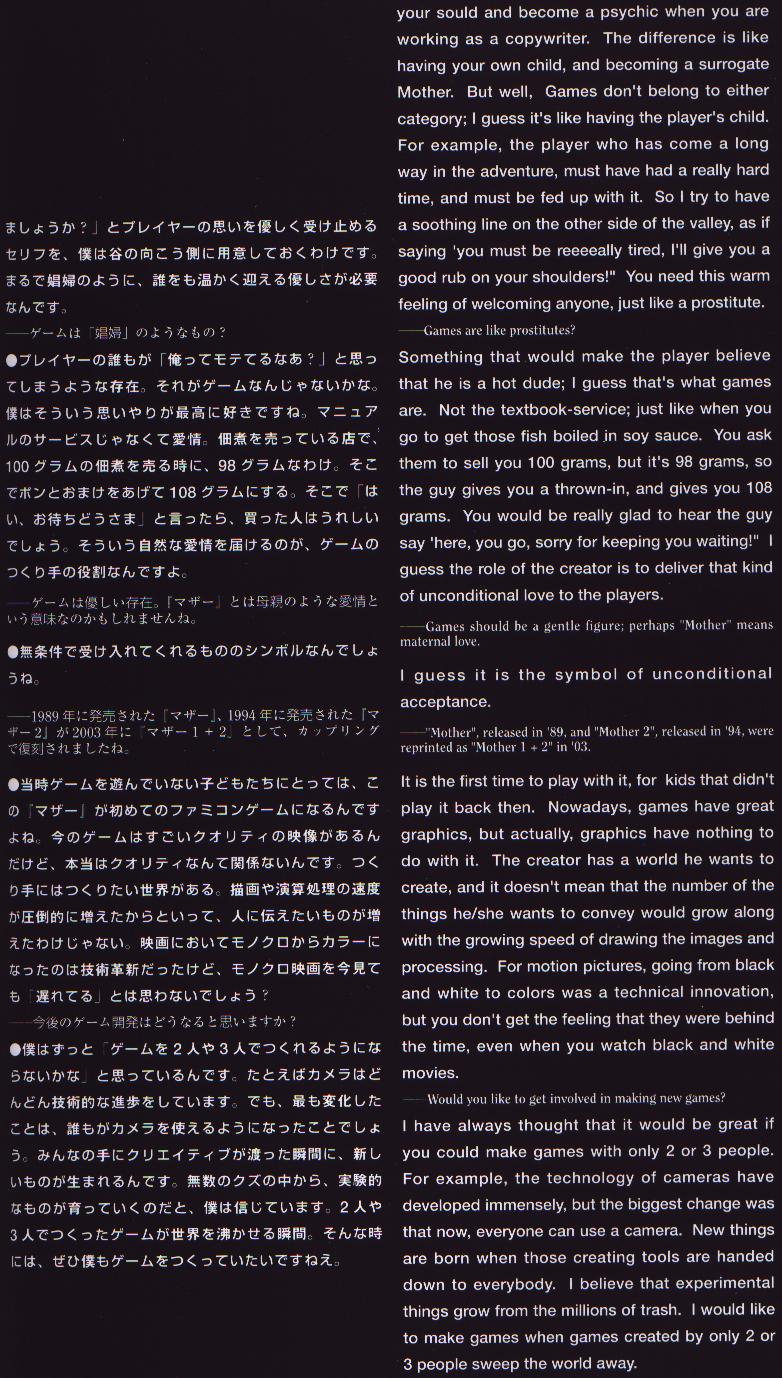 ましょうか？」とプレイヤーの思いを優しく受け止める
セリフを、僕は谷の向こう側に用意しておくわけです。
まるで娼婦のように、誰をも温かく迎える優しさが必要
なんです。
──ゲームは「娼婦」のようなもの？
●プレイヤーの誰もが「俺ってモテてるなあ？」と思っ
てしまうような存在。それがゲームなんじゃないかな。
僕はそういう思いやりが最高に好きですね。マニュア
ルのサービスじゃなくて愛情。佃煮を売っている店で、
100グラムの佃煮を売る時に、98グラムなわけ。そこ
でポンとおまけをあげて108グラムにする。そこで「は
い、お待ちどうさま」と言ったら、買った人はうれしい
でしょう。そういう自然な愛情を届けるのが、ゲームの
つくり手の役割なんですよ。
──ゲームは優しい存在。『マザー』とは母親のような愛情と
いう意味なのかもしれませんね。
●無条件で受け入れてくれるもののシンボルなんでしょ
うね。
──1989年に発売された『マザー』、1994年に発売された『マ
ザー2』が2003年に『マザー1＋2』として、カップリング
で復刻されましたね。
●当時ゲームを遊んでいない子どもたちにとっては、こ
の『マザー』が初めてのファミコンゲームになるんです
よね。今のゲームはすごいクオリティの映像があるん
だけど、本当はクオリティなんて関係ないんです。つく
り手にはつくりたい世界がある。描画や演算処理の速度
が圧倒的に増えたからといって、人に伝えたいものが増
えたわけじゃない。映画においてモノクロからカラーに
なったのは技術革新だったけど、モノクロ映画を今見て
も「遅れてる」とは思わないでしょう？
──今後のゲーム開発はどうなると思いますか？
●僕はずっと「ゲームを2人や3人でつくれるようにな
らないかな」と思っているんです。たとえばカメラはど
んどん技術的な進歩をしています。でも、最も変化した
ことは、誰もがカメラを使えるようになったことでしょ
う。みんなの手にクリエイティブが渡った瞬間に、新し
いものが生まれるんです。無数のクズの中から、実験的
なものが育っていくのだと、僕は信じています。2人や
3人でつくったゲームが世界を沸かせる瞬間。そんな時
には、ぜひ僕もゲームをつくっていたいですねえ。
your sould and become a psychic when you are
working as a copywriter. The difference is like
having your own child, and becoming a surrogate
Mother. But well, Games don't belong to either
category; I guess it's like having the player's child.
For example, the player who has come a long
way in the adventure, must have had a really hard
time, and must be fed up with it. So I try to have
a soothing line on the other side of the valley, as if
saying 'you must be reeeeally tired, I'll give you a
good rub on your shoulders!" You need this warm
feeling of welcoming anyone, just like a prostitute.
──Games are like prostitutes?
Something that would make the player believe
that he is a hot dude; I guess that's what games
are. Not the textbook-service; just like when you
go to get those fish boiled in soy sauce. You ask
them to sell you 100 grams, but it's 98 grams, so
the guy gives you a thrown-in, and gives you 108
grams. You would be really glad to hear the guy
say 'here, you go, sorry for keeping you waiting!" I
guess the role of the creator is to deliver that kind
of unconditional love to the players.
──Games should be a gentle figure; perhaps "Mother" means
maternal love.
I guess it is the symbol of unconditional
acceptance.
──"Mother", released in '89, and "Mother 2", released in '94, were
reprinted as "Mother 1 + 2" in '03.
It is the first time to play with it, for kids that didn't
play it back then. Nowadays, games have great
graphics, but actually, graphics have nothing to
do with it. The creator has a world he wants to
create, and it doesn't mean that the number of the
things he/she wants to convey would grow along
with the growing speed of drawing the images and
processing. For motion pictures, going from black
and white to colors was a technical innovation,
but you don't get the feeling that they were behind
the time, even when you watch black and white
movies.
── Would you like to get involved in making new games?
I have always thought that it would be great if
you could make games with only 2 or 3 people.
For example, the technology of cameras have
developed immensely, but the biggest change was
that now, everyone can use a camera. New things
are born when those creating tools are handed
down to everybody. I believe that experimental
things grow from the millions of trash. I would like
to make games when games created by only 2 or
3 people sweep the world away.